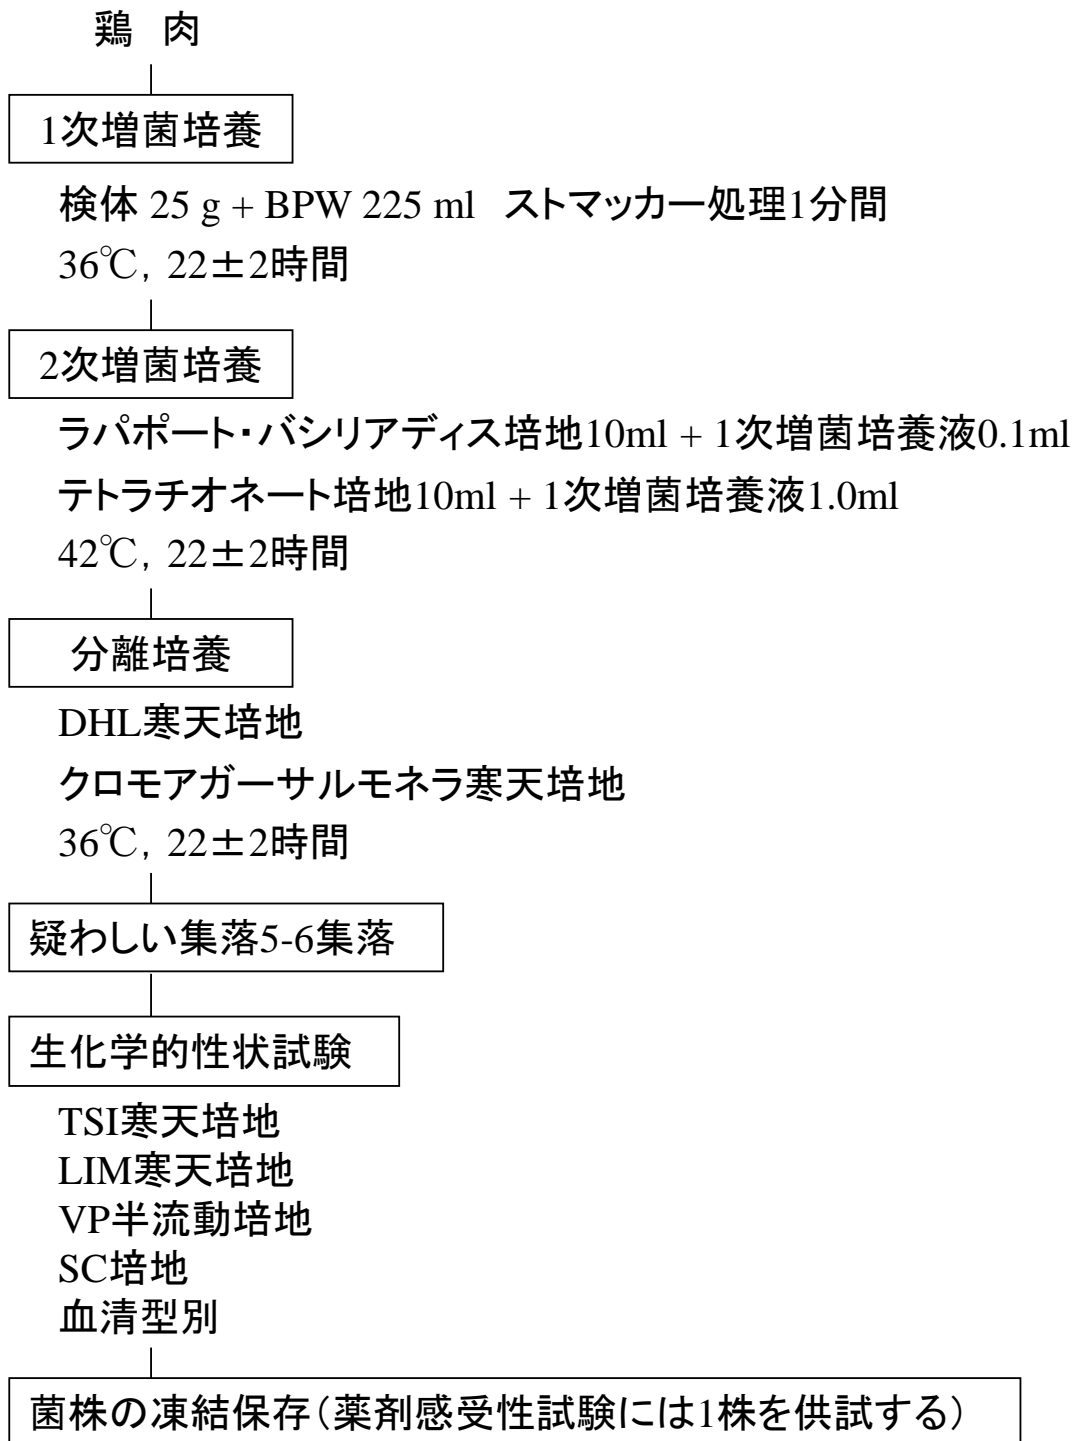 鶏 肉
1次増菌培養
検体 25 g + BPW 225 ml ストマッカー処理1分間
36℃, 22±2時間
2次増菌培養
ラパポート・バシリアディス培地10ml + 1次増菌培養液0.1ml
テトラチオネート培地10ml + 1次増菌培養液1.0ml
42℃, 22±2時間
分離培養
DHL寒天培地
クロモアガーサルモネラ寒天培地
36℃, 22±2時間
疑わしい集落5-6集落
生化学的性状試験
TSI寒天培地
LIM寒天培地
VP半流動培地
SC培地
血清型別
菌株の凍結保存（薬剤感受性試験には1株を供試する）